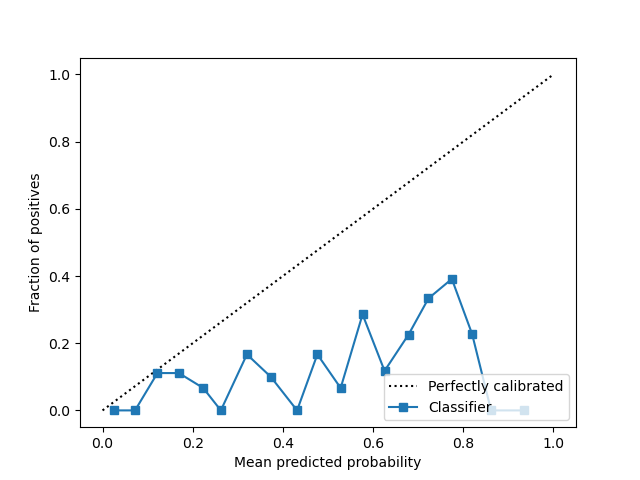 1.0
0.8
0.6
0.4
0.2
0.0
Fraction of positives
Perfectly calibrated
Classifier
0.0 0.2 0.4 0.6 0.8 1.0
Mean predicted probability